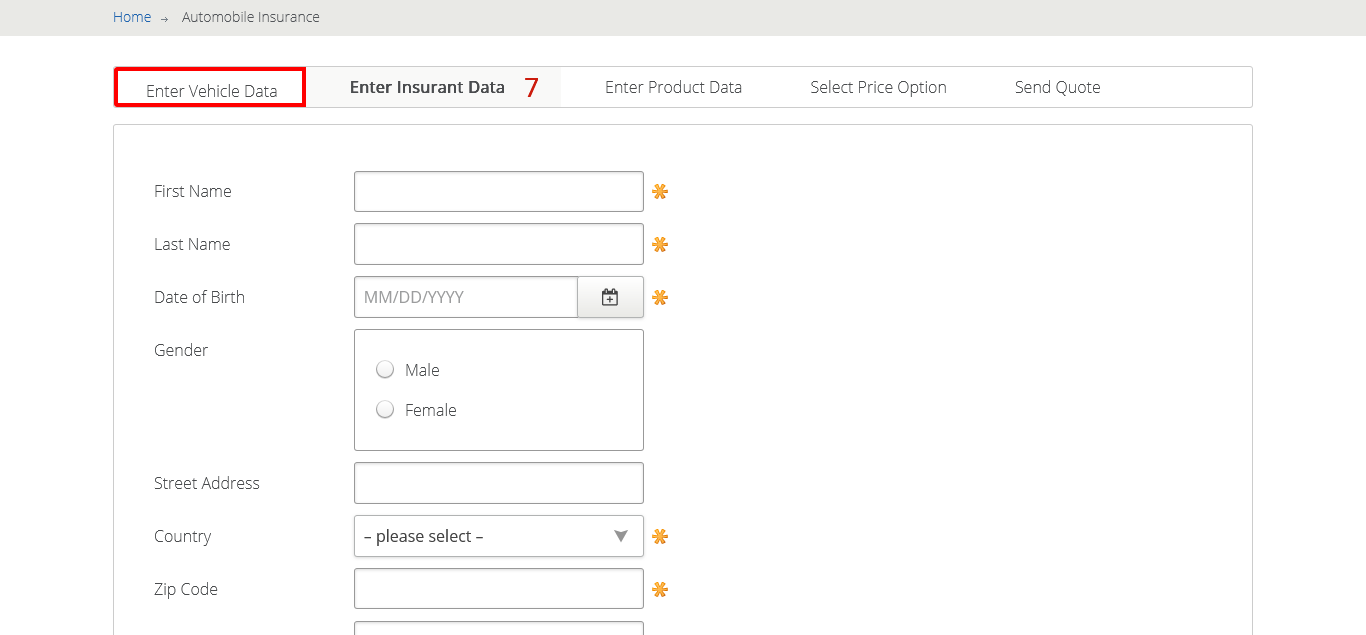 Home → Automobile Insurance
Enter Vehicle Data Enter Insurant Data 7 Enter Product Data Select Price Option Send Quote
First Name
Last Name
Date of Birth MM/DD/YYYY
Gender
Male
Female
Street Address
Country – please select –
Zip Code